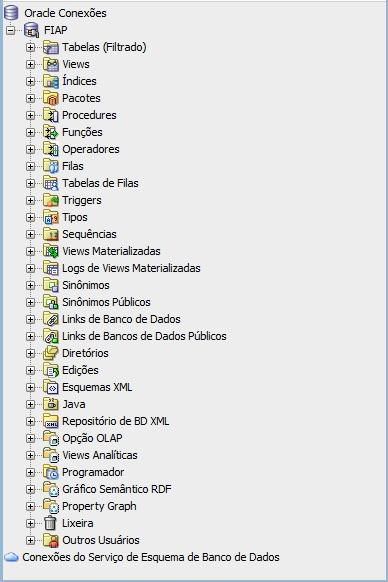 Oracle Conexões
FIAP
Tabelas (Filtrado)
Views
Índices
Pacotes
Procedures
Funções
Operadores
Filas
Tabelas de Filas
Triggers
Tipos
Sequências
Views Materializadas
Logs de Views Materializadas
Sinônimos
Sinônimos Públicos
Links de Banco de Dados
Links de Bancos de Dados Públicos
Diretórios
Edições
Esquemas XML
Java
Repositório de BD XML
Opção OLAP
Views Analíticas
Programador
Gráfico Semântico RDF
Property Graph
Lixeira
Outros Usuários
Conexões do Serviço de Esquema de Banco de Dados